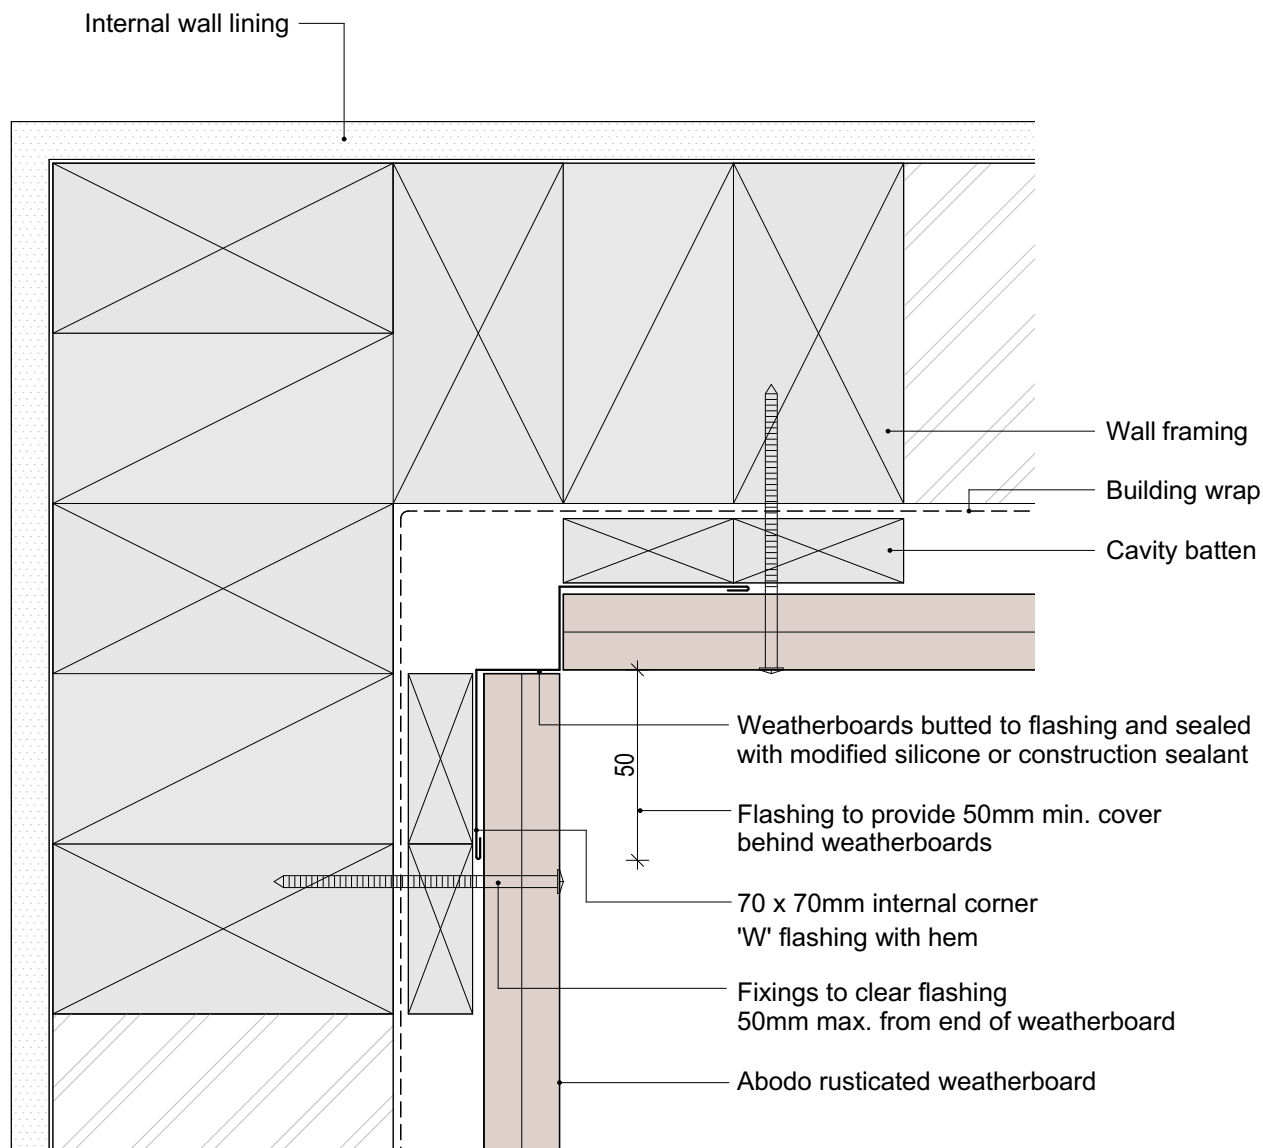 Internal wall lining
Wall framing
Building wrap
Cavity batten
Weatherboards butted to flashing and sealed
with modified silicone or construction sealant
50
Flashing to provide 50mm min. cover
behind weatherboards
70 x 70mm internal corner
'W' flashing with hem
Fixings to clear flashing
50mm max. from end of weatherboard
Abodo rusticated weatherboard